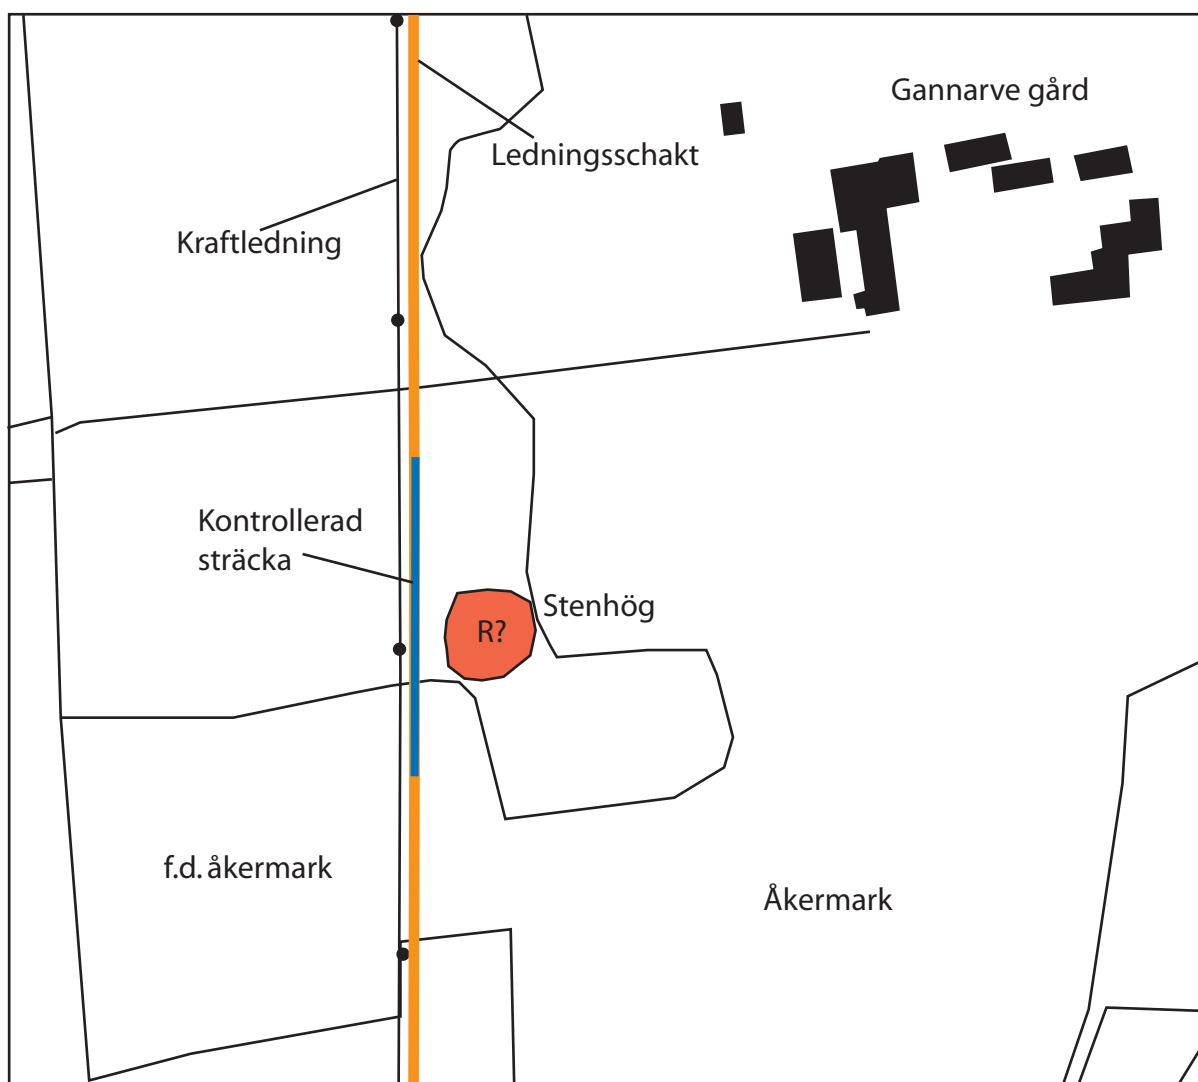 Gannarve gård
Ledningsschakt
Kraftledning
Kontrollerad
sträcka
Stenhög
R?
f.d. åkermark
Åkermark